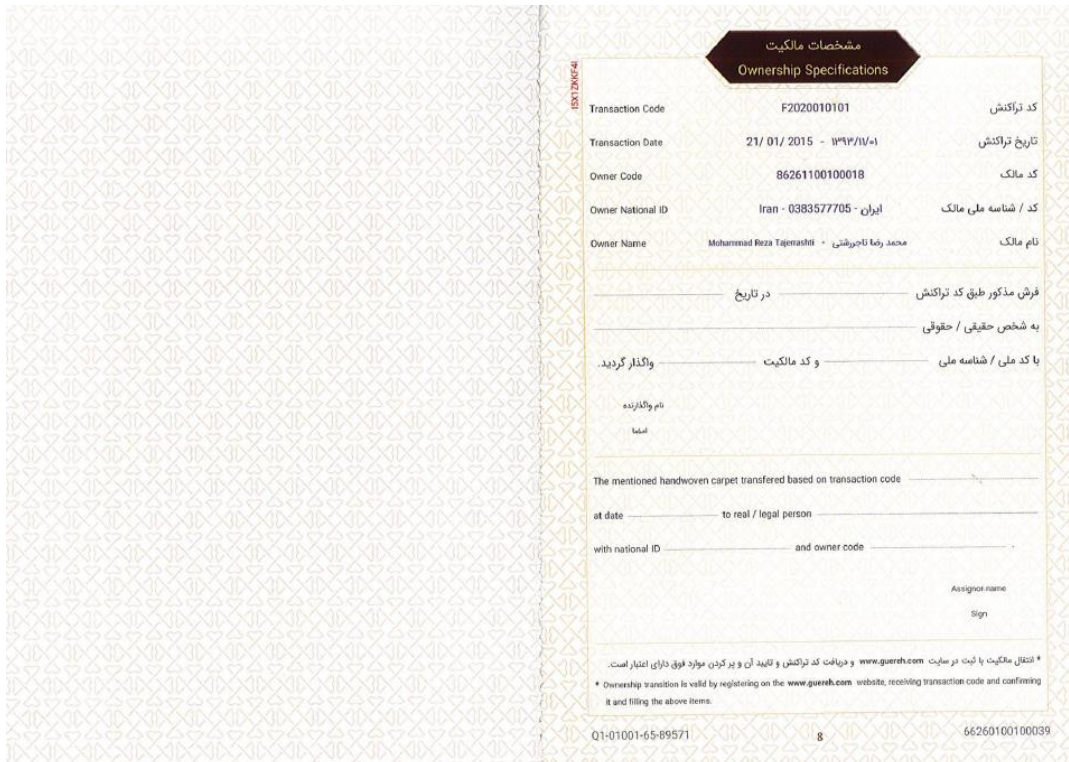 مشخصات مالکیت
Ownership Specifications
Transaction Code F2020010101 کد تراکنش
Transaction Date 21/ 01/ 2015 - ۱۳۹۳/۱۱/۰۱ تاریخ تراکنش
Owner Code 86261100100018 کد مالک
Owner National ID Iran - 0383577705 - ایران کد / شناسه ملی مالک
Owner Name Mohammad Reza Tajerrashti - محمد رضا تاجررشتی نام مالک
فرش مذکور طبق کد تراکنش در تاریخ
به شخص حقیقی / حقوقی
با کد ملی / شناسه ملی و کد مالکیت واگذار گردید.
نام واگذارنده
امضا
The mentioned handwoven carpet transfered based on transaction code
at date to real / legal person
with national ID and owner code .
Assignor name
Sign
* انتقال مالکیت با ثبت در سایت www.guereh.com و دریافت کد تراکنش و تایید آن و پر کردن موارد فوق دارای اعتبار است.
* Ownership transition is valid by registering on the www.guereh.com website, receiving transaction code and confirming
it and filling the above items.
Q1-01001-65-89571 8 66260100100039